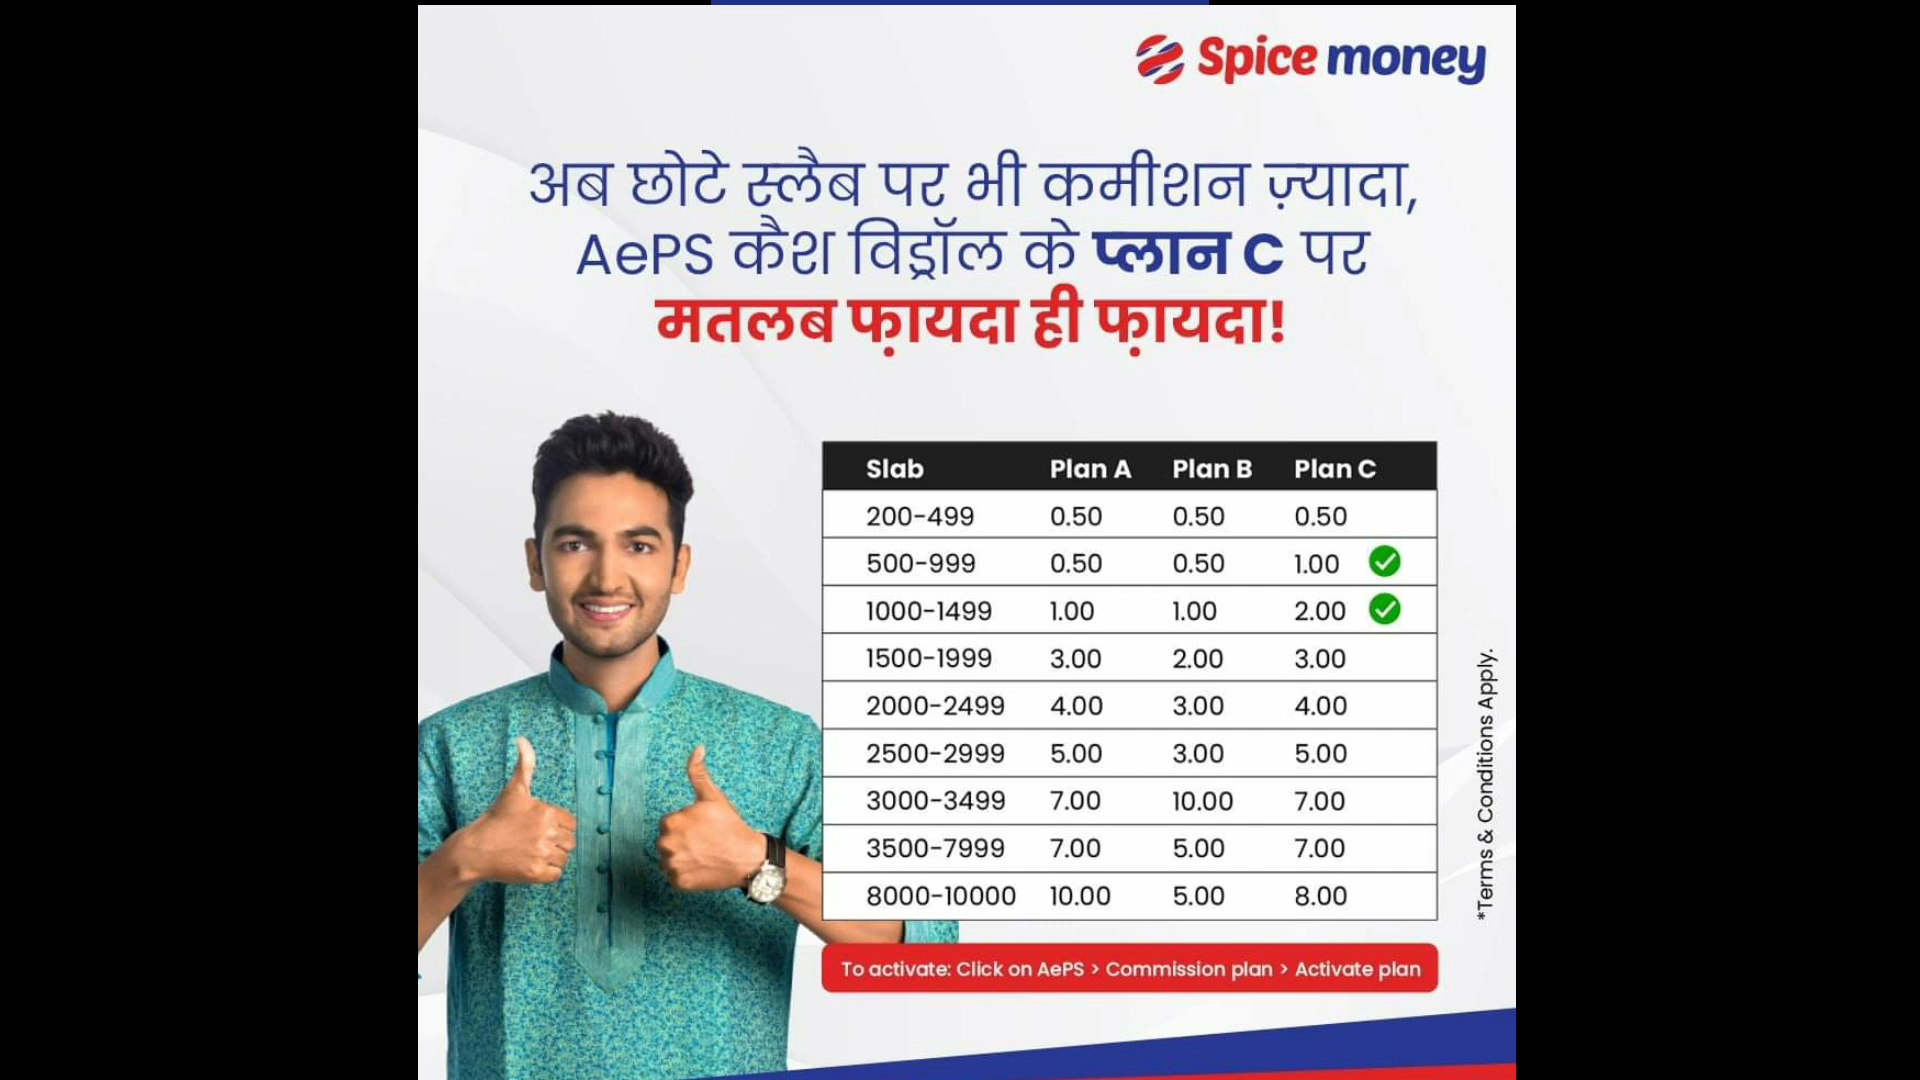 Spice money
अब छोटे स्लैब पर भी कमीशन ज़्यादा,
AePS कैश विड्रॉल के प्लान C पर
मतलब फ़ायदा ही फ़ायदा!
Slab Plan A Plan B Plan C
200-499 0.50 0.50 0.50
500-999 0.50 0.50 1.00
1000-1499 1.00 1.00 2.00
1500-1999 3.00 2.00 3.00
2000-2499 4.00 3.00 4.00
2500-2999 5.00 3.00 5.00
3000-3499 7.00 10.00 7.00
3500-7999 7.00 5.00 7.00
8000-10000 10.00 5.00 8.00
To activate: Click on AePS > Commission plan > Activate plan
*Terms & Conditions Apply.